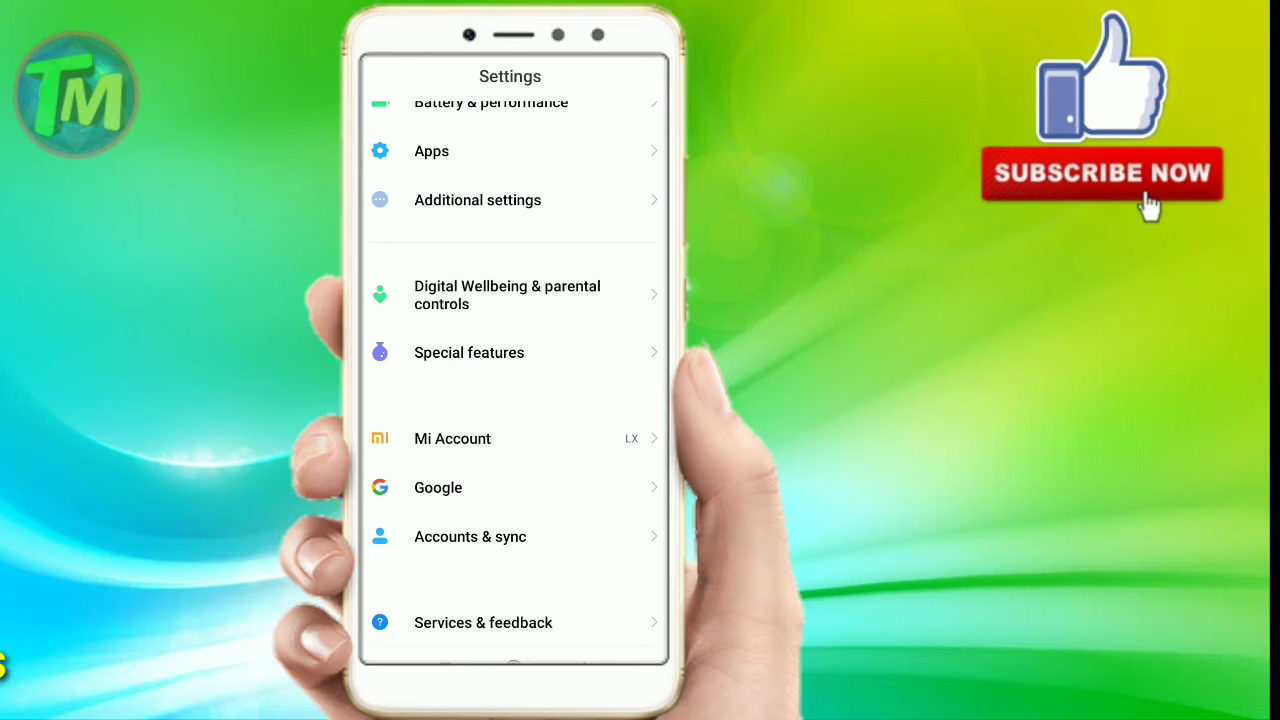 TM
SUBSCRIBE NOW
Settings
Battery & performance
Apps
Additional settings
Digital Wellbeing & parental
controls
Special features
Mi Account LX
Google
Accounts & sync
Services & feedback